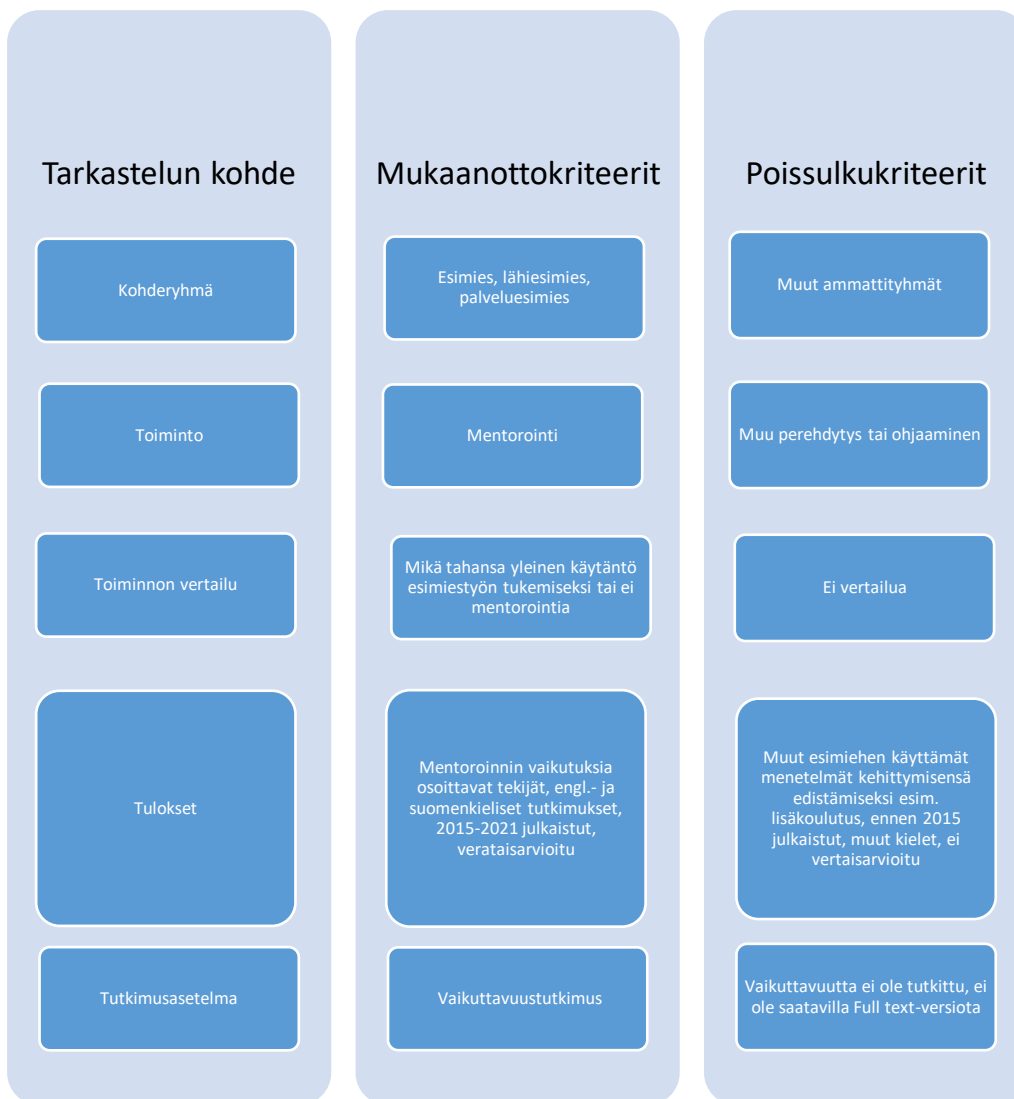 Tarkastelun kohde
Mukaanottokriteerit
Poissulkukriteerit
Kohderyhmä
Esimies, lähiesimies,
palveluesimies
Muut ammattityhmät
Toiminto
Mentorointi
Muu perehdytys tai ohjaaminen
Toiminnon vertailu
Mikä tahansa yleinen käytäntö
esimiestyön tukemiseksi tai ei
mentorointia
Ei vertailua
Tulokset
Mentoroinnin vaikutuksia
osoittavat tekijät, engl.- ja
suomenkieliset tutkimukset,
2015-2021 julkaistut,
verataisarvioitu
Muut esimiehen käyttämät
menetelmät kehittymisensä
edistämiseksi esim.
lisäkoulutus, ennen 2015
julkaistut, muut kielet, ei
vertaisarvioitu
Tutkimusasetelma
Vaikuttavuustutkimus
Vaikuttavuutta ei ole tutkittu, ei
ole saatavilla Full text-versiota